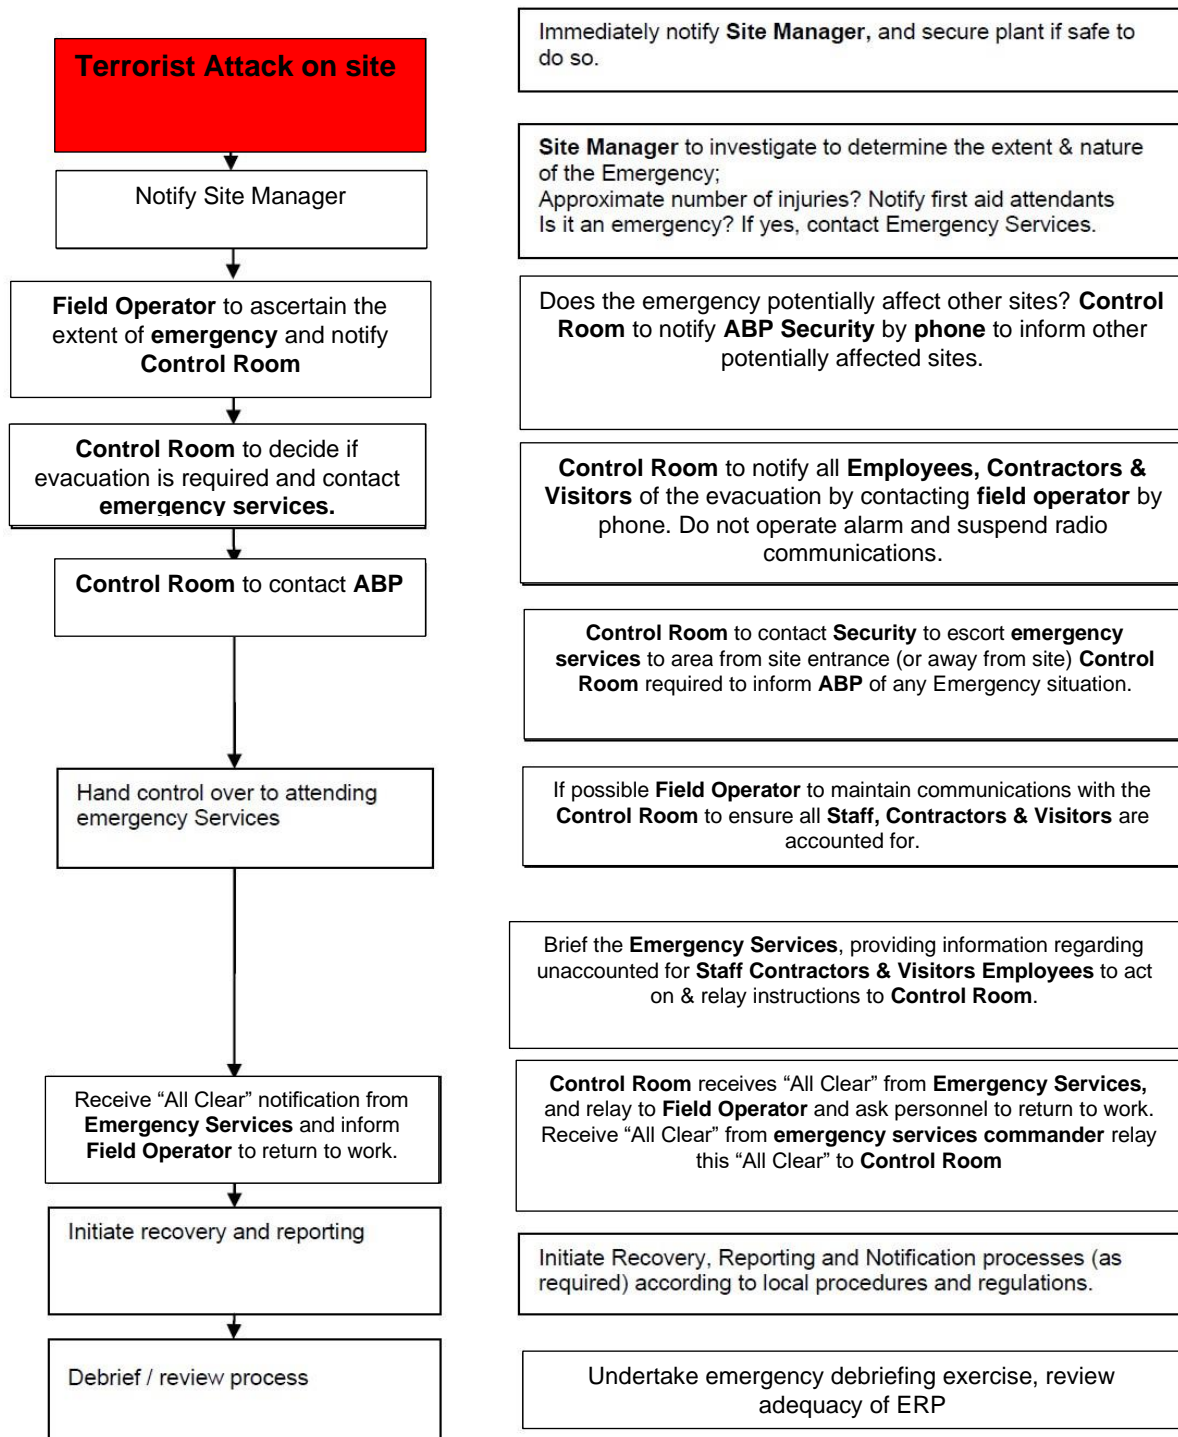 Terrorist Attack on site
Immediately notify Site Manager, and secure plant if safe to
do so.
Notify Site Manager
Site Manager to investigate to determine the extent & nature
of the Emergency;
Approximate number of injuries? Notify first aid attendants
Is it an emergency? If yes, contact Emergency Services.
Field Operator to ascertain the
extent of emergency and notify
Control Room
Does the emergency potentially affect other sites? Control
Room to notify ABP Security by phone to inform other
potentially affected sites.
Control Room to decide if
evacuation is required and contact
emergency services.
Control Room to notify all Employees, Contractors &
Visitors of the evacuation by contacting field operator by
phone. Do not operate alarm and suspend radio
communications.
Control Room to contact ABP
Control Room to contact Security to escort emergency
services to area from site entrance (or away from site) Control
Room required to inform ABP of any Emergency situation.
Hand control over to attending
emergency Services
If possible Field Operator to maintain communications with the
Control Room to ensure all Staff, Contractors & Visitors are
accounted for.
Brief the Emergency Services, providing information regarding
unaccounted for Staff Contractors & Visitors Employees to act
on & relay instructions to Control Room.
Receive “All Clear” notification from
Emergency Services and inform
Field Operator to return to work.
Control Room receives “All Clear” from Emergency Services,
and relay to Field Operator and ask personnel to return to work.
Receive “All Clear” from emergency services commander relay
this “All Clear” to Control Room
Initiate recovery and reporting
Initiate Recovery, Reporting and Notification processes (as
required) according to local procedures and regulations.
Debrief / review process
Undertake emergency debriefing exercise, review
adequacy of ERP